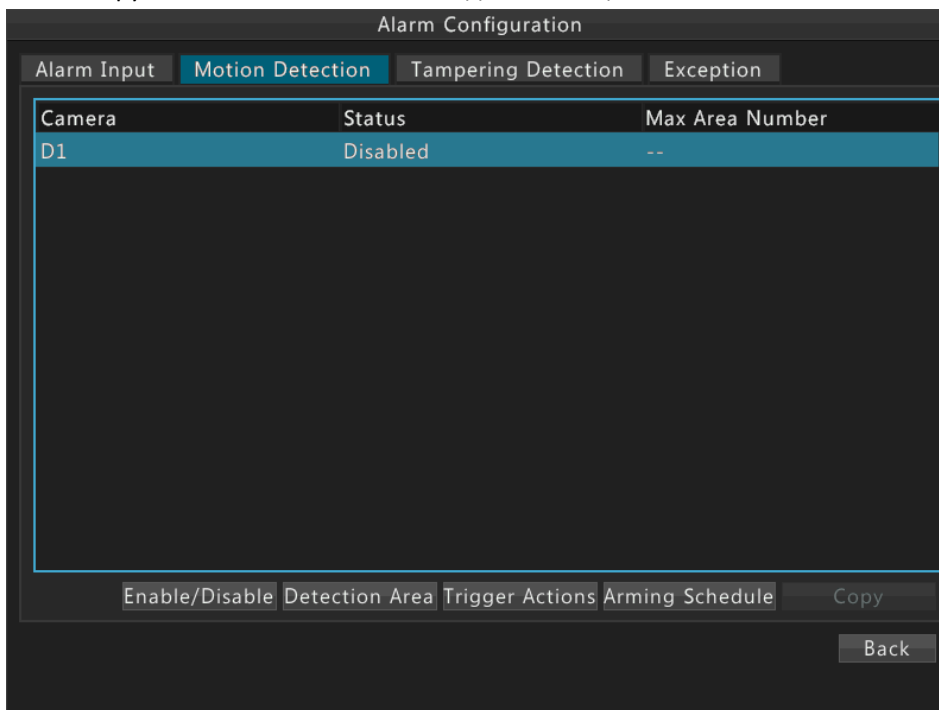 Alarm Configuration
Alarm Input Motion Detection Tampering Detection Exception
Camera Status Max Area Number
D1 Disabled --
Enable/Disable Detection Area Trigger Actions Arming Schedule Copy
Back